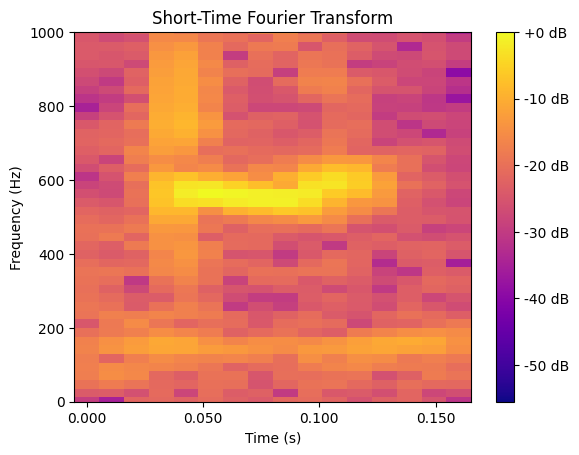 Short-Time Fourier Transform
1000
800
600
400
200
0
Frequency (Hz)
0.000
0.050
0.100
0.150
Time (s)
+0 dB
-10 dB
-20 dB
-30 dB
-40 dB
-50 dB